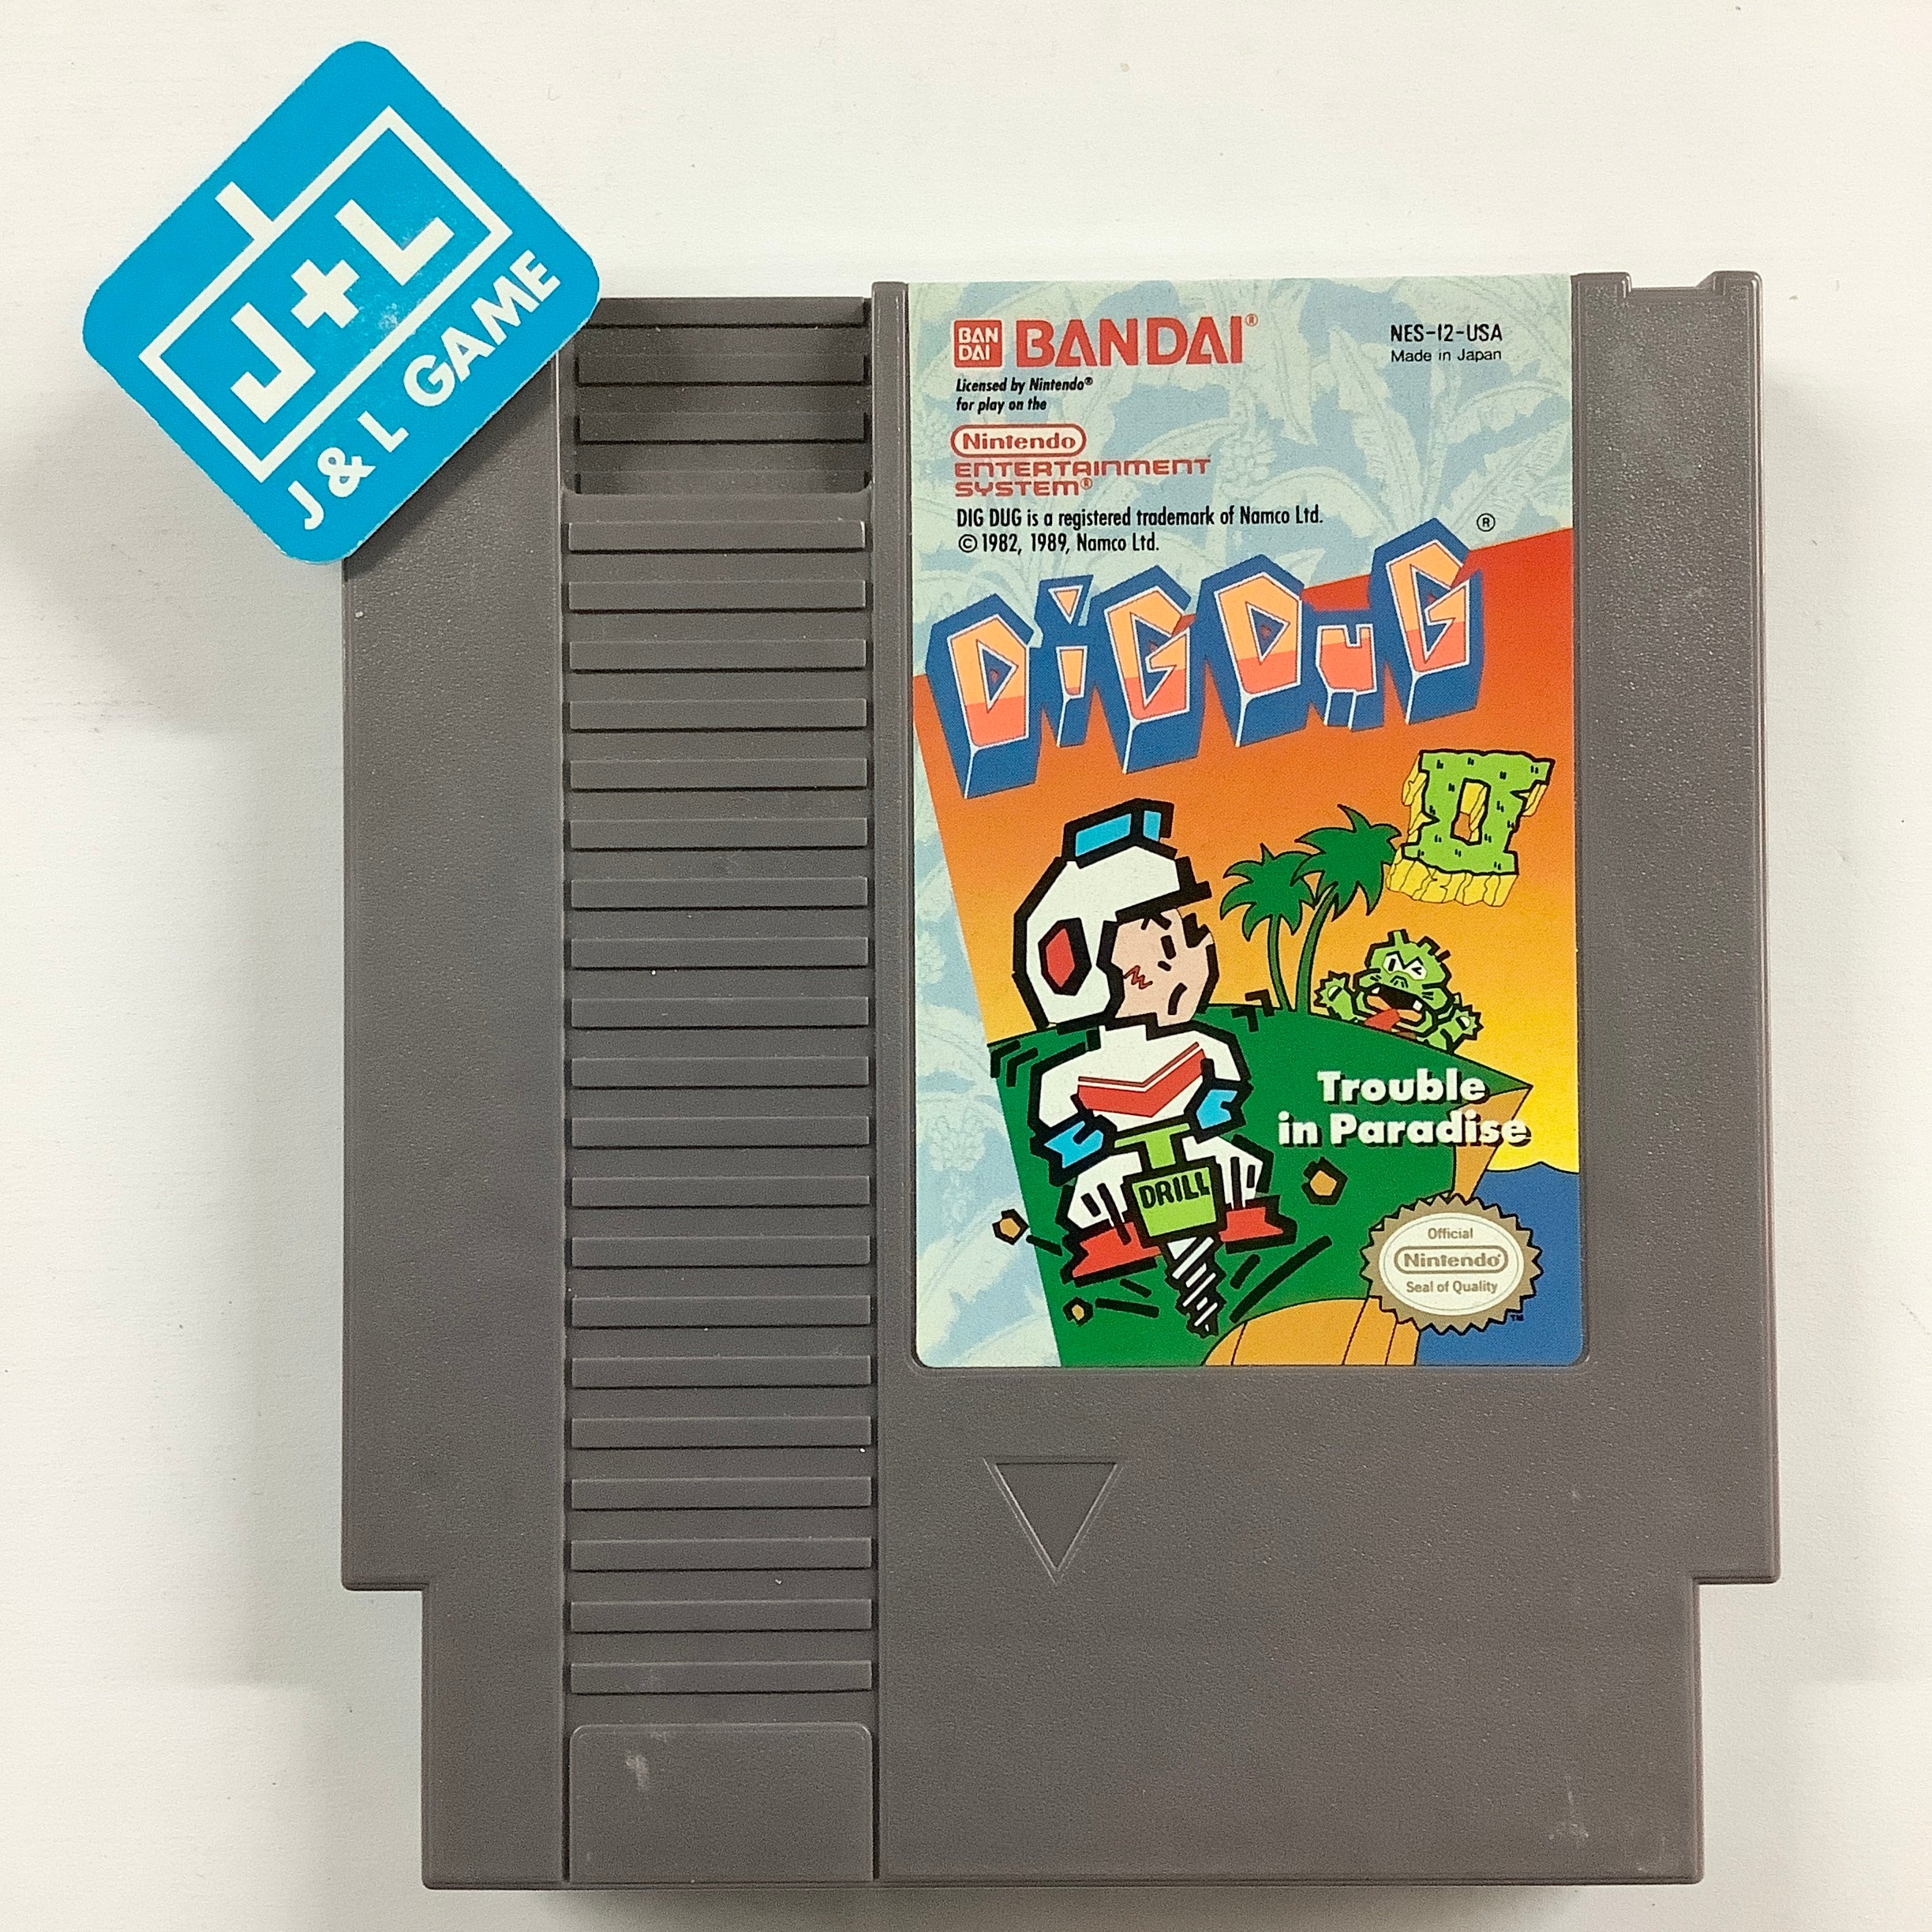 J+L
J & L GAME
BAN
DAI
BANDAI®
NES-12-USA
Made in Japan
Licensed by Nintendo®
for play on the
Nintendo
ENTERTAINMENT
SYSTEM®
DIG DUG is a registered trademark of Namco Ltd.
© 1982, 1989, Namco Ltd.
®
DiG DuG
II
Trouble
in Paradise
DRILL
Official
Nintendo®
Seal of Quality
TM